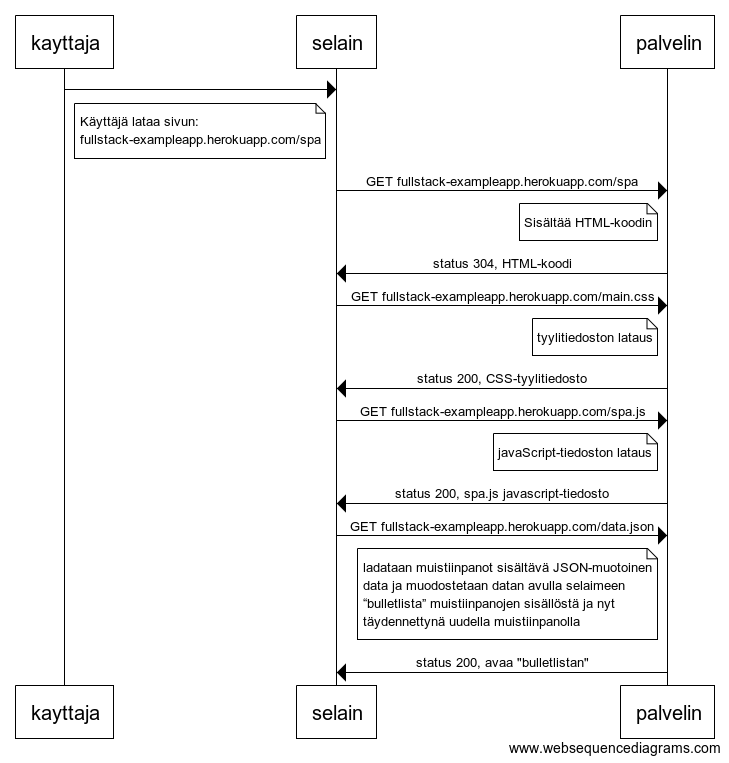 kayttaja
selain
palvelin
Käyttäjä lataa sivun:
fullstack-exampleapp.herokuapp.com/spa
GET fullstack-exampleapp.herokuapp.com/spa
Sisältää HTML-koodin
status 304, HTML-koodi
GET fullstack-exampleapp.herokuapp.com/main.css
tyylitiedoston lataus
status 200, CSS-tyylitiedosto
GET fullstack-exampleapp.herokuapp.com/spa.js
javaScript-tiedoston lataus
status 200, spa.js javascript-tiedosto
GET fullstack-exampleapp.herokuapp.com/data.json
ladataan muistiinpanot sisältävä JSON-muotoinen
data ja muodostetaan datan avulla selaimeen
“bulletlista” muistiinpanojen sisällöstä ja nyt
täydennettynä uudella muistiinpanolla
status 200, avaa "bulletlistan"
kayttaja
selain
palvelin
www.websequencediagrams.com